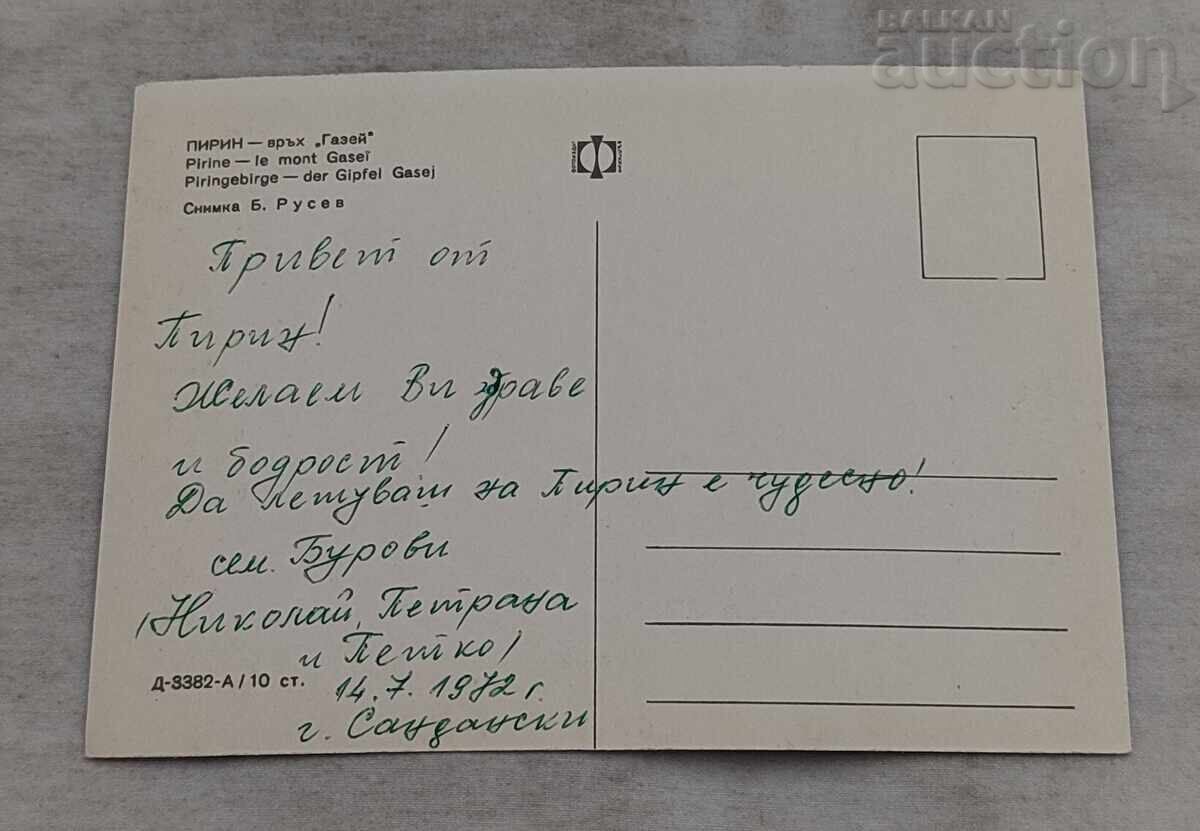 BALKAN
auction
ПИРИН — връх „Газей"
Pirine — le mont Gaseï
Piringebirge — der Gipfel Gasej
Снимка Б. Русев
Привет от
Пирин!
Желаем Ви здраве
и бодрост!
Да летуваш на Пирин е чудесно!
сем. Бурови
/Николай, Петрана
и Петко/
14.7.1972 г.
г. Сандански
Д-3382-А/10 ст.